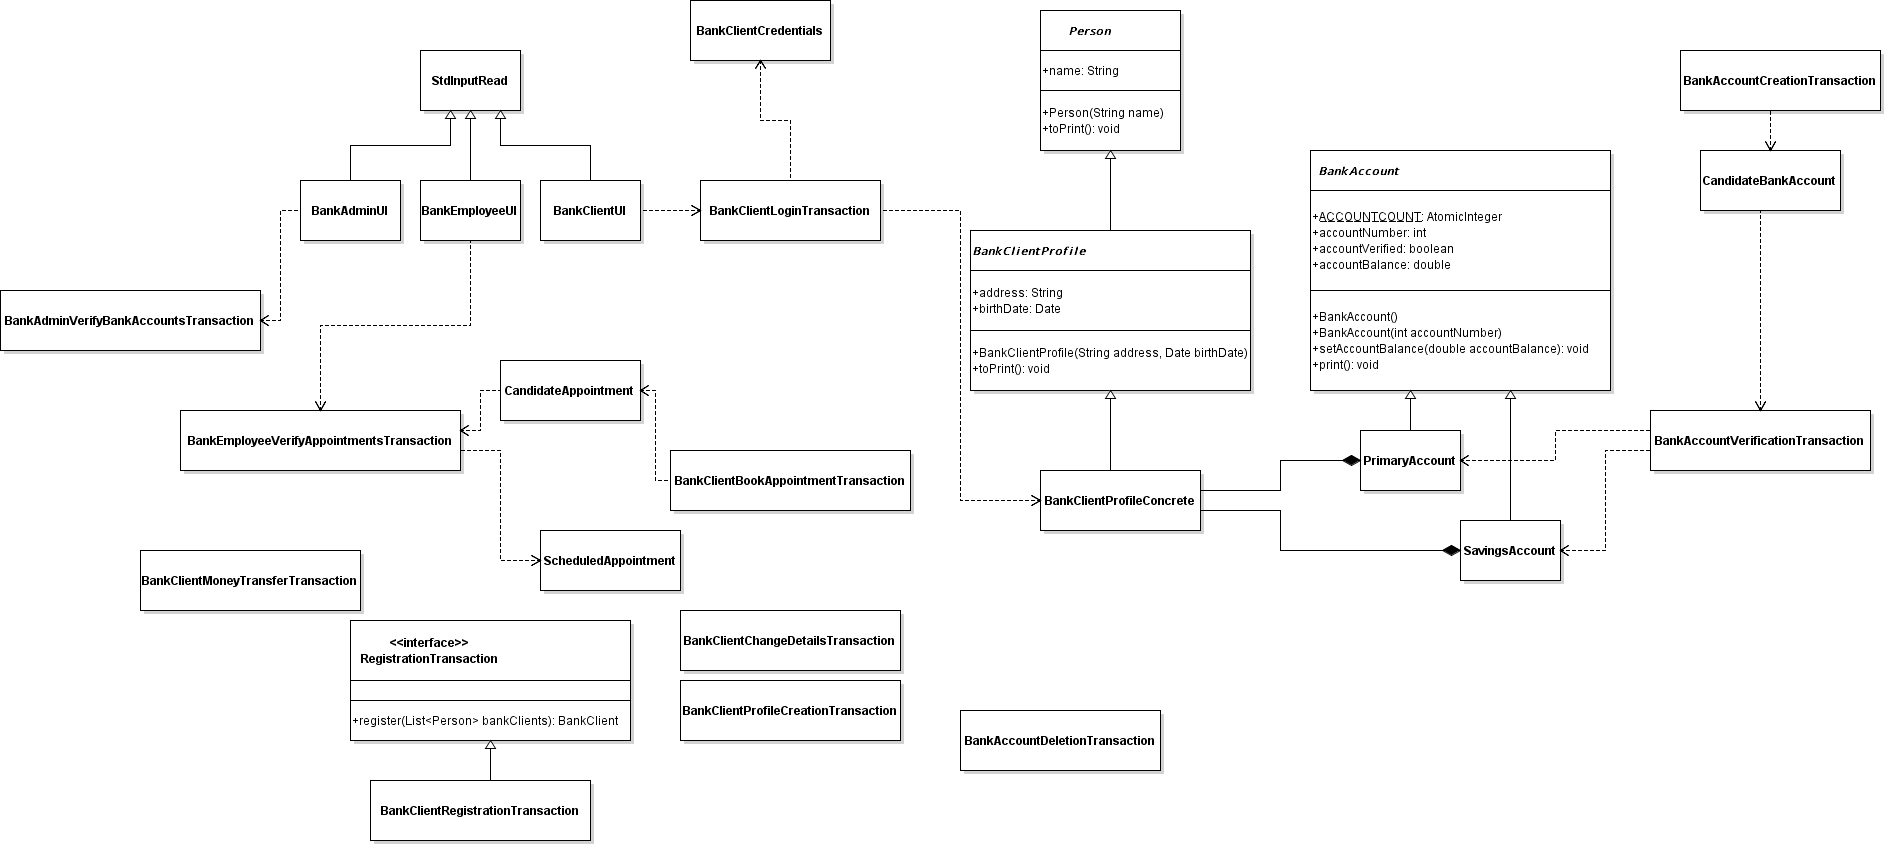 BankClientCredentials
Person
+name: String
+Person(String name)
+toPrint(): void
StdInputRead
BankAccountCreationTransaction
BankAdminUI
BankEmployeeUI
BankClientUI
BankClientLoginTransaction
BankAccount
+ACCOUNTCOUNT: AtomicInteger
+accountNumber: int
+accountVerified: boolean
+accountBalance: double
+BankAccount()
+BankAccount(int accountNumber)
+setAccountBalance(double accountBalance): void
+print(): void
CandidateBankAccount
BankClientProfile
+address: String
+birthDate: Date
+BankClientProfile(String address, Date birthDate)
+toPrint(): void
BankAdminVerifyBankAccountsTransaction
CandidateAppointment
BankEmployeeVerifyAppointmentsTransaction
BankAccountVerificationTransaction
PrimaryAccount
BankClientBookAppointmentTransaction
BankClientProfileConcrete
SavingsAccount
ScheduledAppointment
BankClientMoneyTransferTransaction
<<interface>>
RegistrationTransaction
+register(List<Person> bankClients): BankClient
BankClientChangeDetailsTransaction
BankClientProfileCreationTransaction
BankAccountDeletionTransaction
BankClientRegistrationTransaction